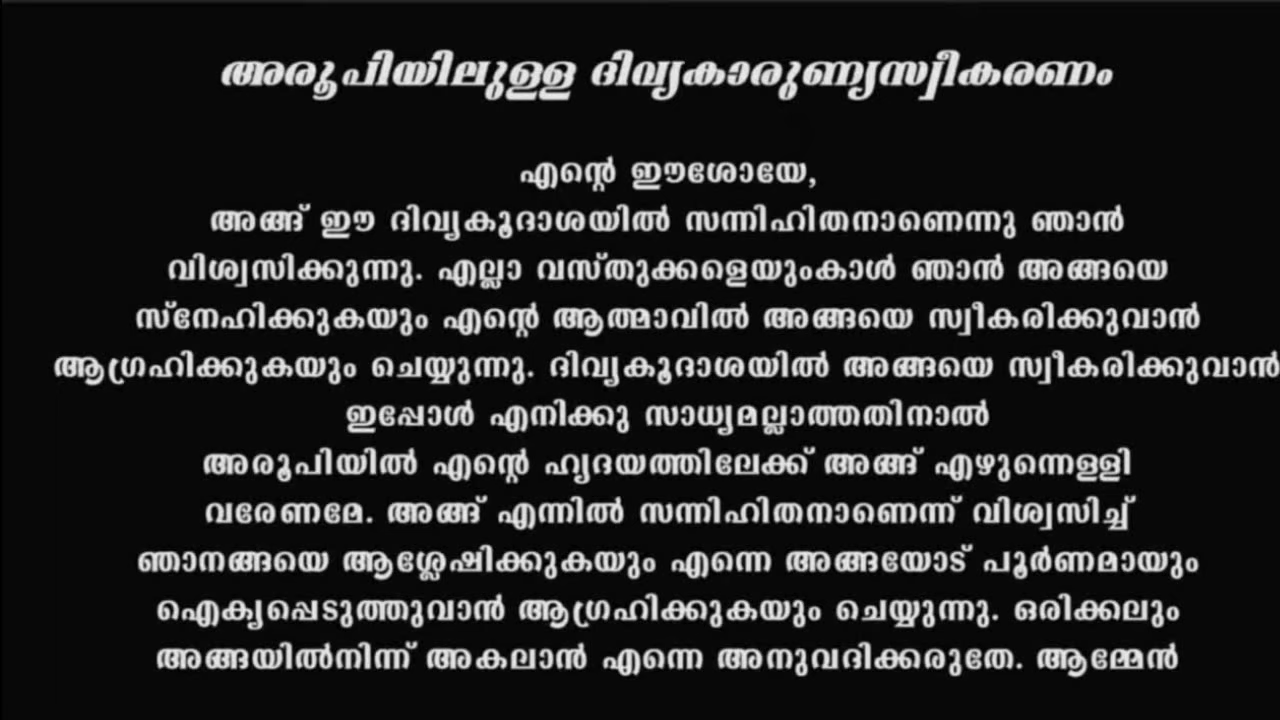 അരൂപിയിലുള്ള ദിവ്യകാരുണ്യസ്വീകരണം
എന്റെ ഈശോയേ,
അങ്ങ് ഈ ദിവ്യകൂദാശയിൽ സന്നിഹിതനാണെന്നു ഞാൻ
വിശ്വസിക്കുന്നു. എല്ലാ വസ്തുക്കളെയുംകാൾ ഞാൻ അങ്ങയെ
സ്നേഹിക്കുകയും എന്റെ ആത്മാവിൽ അങ്ങയെ സ്വീകരിക്കുവാൻ
ആഗ്രഹിക്കുകയും ചെയ്യുന്നു. ദിവ്യകൂദാശയിൽ അങ്ങയെ സ്വീകരിക്കുവാൻ
ഇപ്പോൾ എനിക്കു സാധ്യമല്ലാത്തതിനാൽ
അരൂപിയിൽ എന്റെ ഹൃദയത്തിലേക്ക് അങ്ങ് എഴുന്നെള്ളി
വരേണമേ. അങ്ങ് എന്നിൽ സന്നിഹിതനാണെന്ന് വിശ്വസിച്ച്
ഞാനങ്ങയെ ആശ്ലേഷിക്കുകയും എന്നെ അങ്ങയോട് പൂർണമായും
ഐക്യപ്പെടുത്തുവാൻ ആഗ്രഹിക്കുകയും ചെയ്യുന്നു. ഒരിക്കലും
അങ്ങയിൽനിന്ന് അകലാൻ എന്നെ അനുവദിക്കരുതേ. ആമ്മേൻ